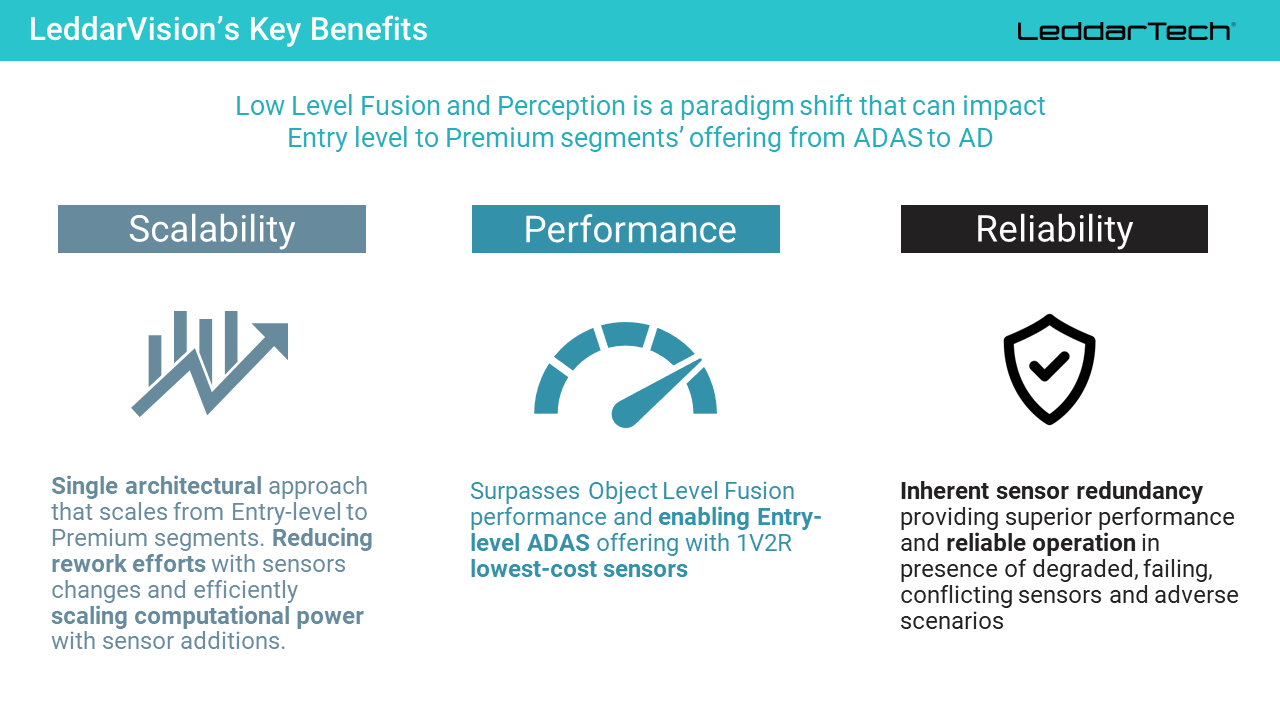 LeddarVision’s Key Benefits
LeddarTech®
Low Level Fusion and Perception is a paradigm shift that can impact
Entry level to Premium segments’ offering from ADAS to AD
Scalability
Single architectural approach
that scales from Entry-level to
Premium segments. Reducing
rework efforts with sensors
changes and efficiently
scaling computational power
with sensor additions.
Performance
Surpasses Object Level Fusion
performance and enabling Entry-
level ADAS offering with 1V2R
lowest-cost sensors
Reliability
Inherent sensor redundancy
providing superior performance
and reliable operation in
presence of degraded, failing,
conflicting sensors and adverse
scenarios